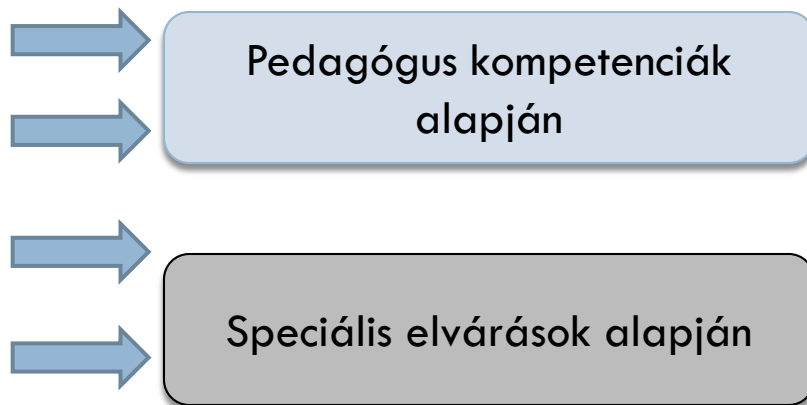 Pedagógus kompetenciák
alapján
Speciális elvárások alapján